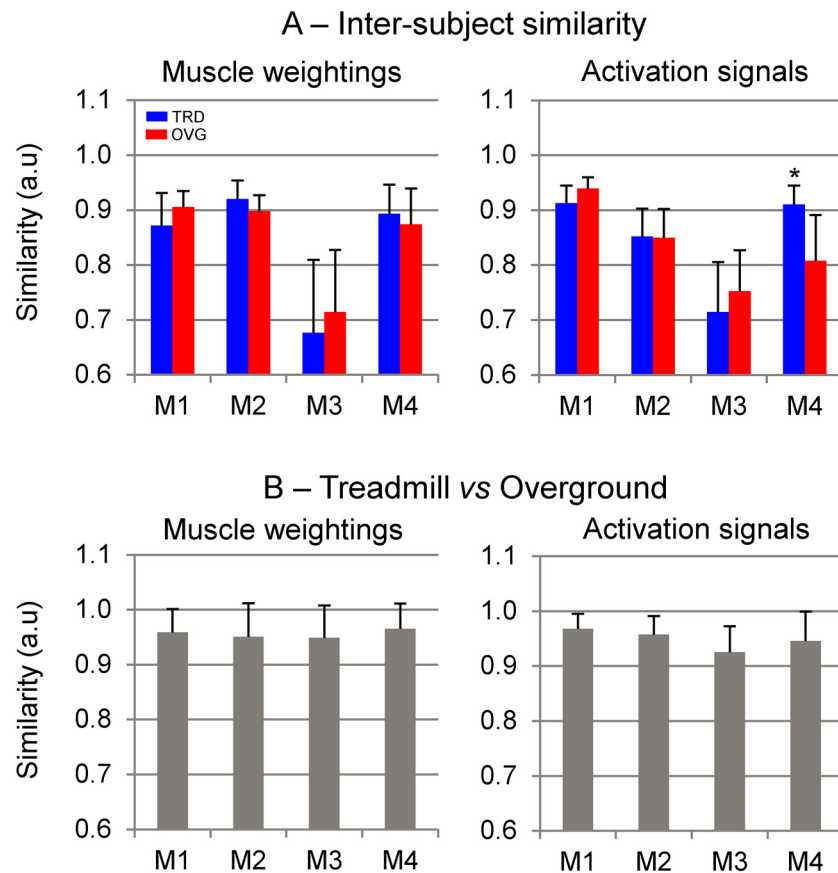 A – Inter-subject similarity
Muscle weightings
Activation signals
Similarity (a.u)
1.1
1.0
0.9
0.8
0.7
0.6
TRD
OVG
M1 M2 M3 M4
1.1
1.0
0.9
0.8
0.7
0.6
*
M1 M2 M3 M4
B – Treadmill vs Overground
Muscle weightings
Activation signals
Similarity (a.u)
1.1
1.0
0.9
0.8
0.7
0.6
M1 M2 M3 M4
1.1
1.0
0.9
0.8
0.7
0.6
M1 M2 M3 M4